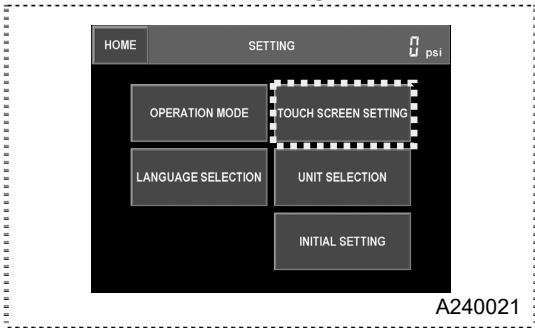 HOME SETTING 0 psi
OPERATION MODE TOUCH SCREEN SETTING
LANGUAGE SELECTION UNIT SELECTION
INITIAL SETTING
A240021